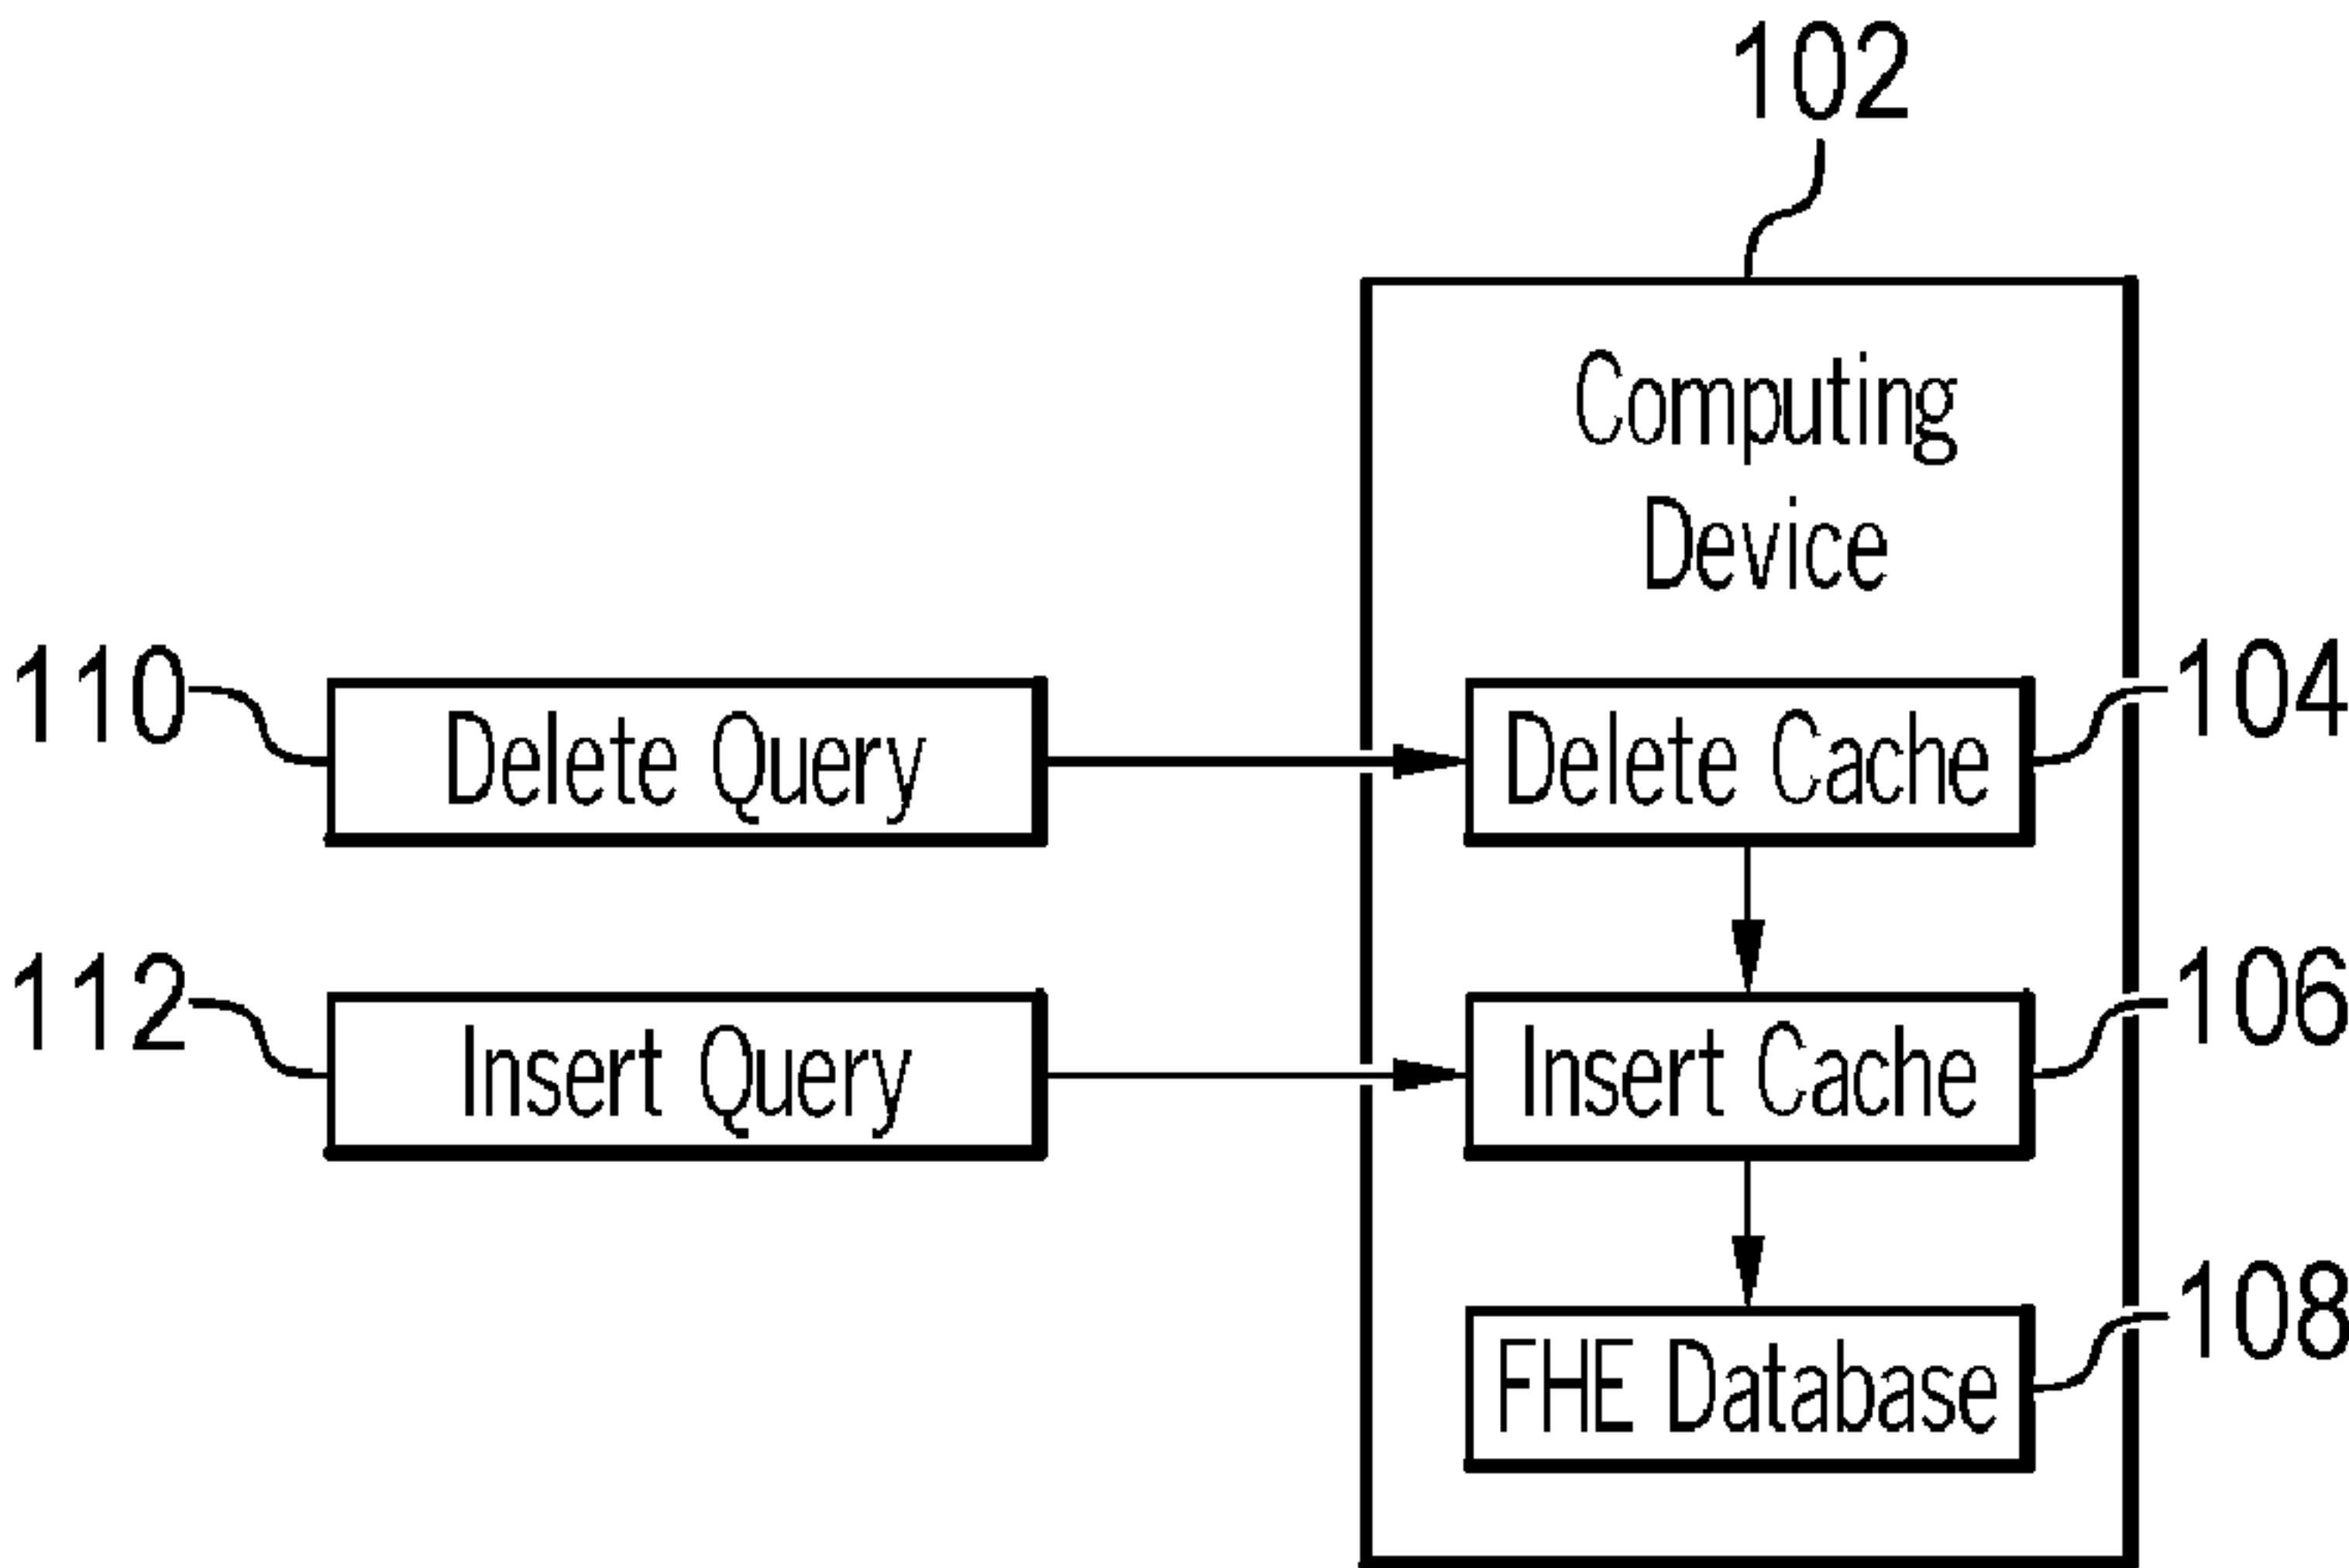 102
Computing
Device
110
Delete Query
Delete Cache
104
112
Insert Query
Insert Cache
106
FHE Database
108